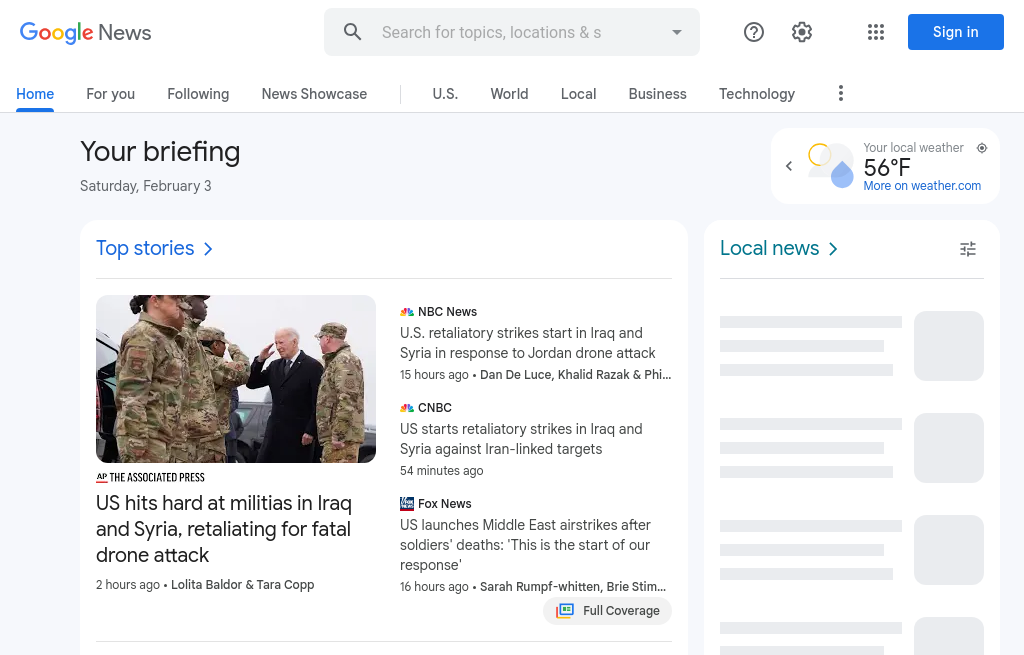 Google News
Search for topics, locations & s
Sign in
Home For you Following News Showcase U.S. World Local Business Technology
Your briefing
Saturday, February 3
Your local weather
56°F
More on weather.com
Top stories
THE ASSOCIATED PRESS
AP
US hits hard at militias in Iraq
and Syria, retaliating for fatal
drone attack
2 hours ago • Lolita Baldor & Tara Copp
NBC News
U.S. retaliatory strikes start in Iraq and
Syria in response to Jordan drone attack
15 hours ago • Dan De Luce, Khalid Razak & Phi...
CNBC
US starts retaliatory strikes in Iraq and
Syria against Iran-linked targets
54 minutes ago
Fox News
US launches Middle East airstrikes after
soldiers' deaths: 'This is the start of our
response'
16 hours ago • Sarah Rumpf-whitten, Brie Stim...
Full Coverage
Local news